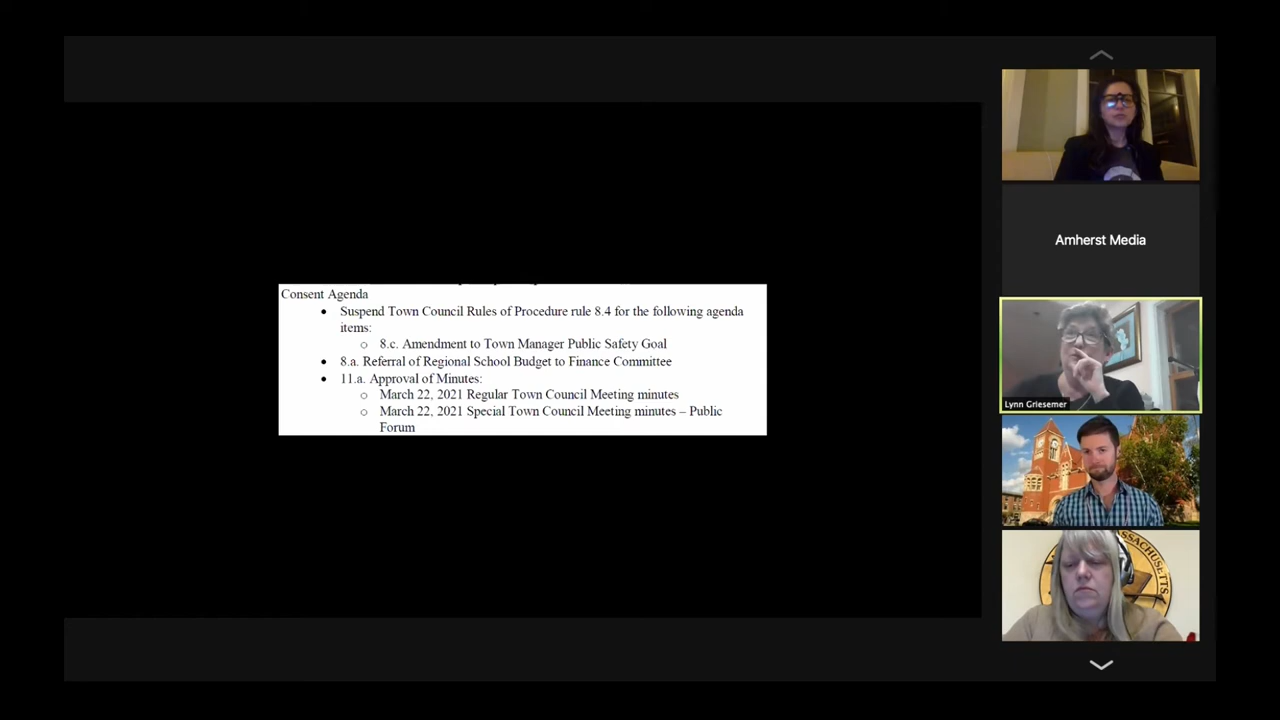 Consent Agenda
• Suspend Town Council Rules of Procedure rule 8.4 for the following agenda
items:
○ 8.c. Amendment to Town Manager Public Safety Goal
• 8.a. Referral of Regional School Budget to Finance Committee
• 11.a. Approval of Minutes:
○ March 22, 2021 Regular Town Council Meeting minutes
○ March 22, 2021 Special Town Council Meeting minutes – Public
Forum
Amherst Media
Lynn Griesemer
SSACHUSETTS